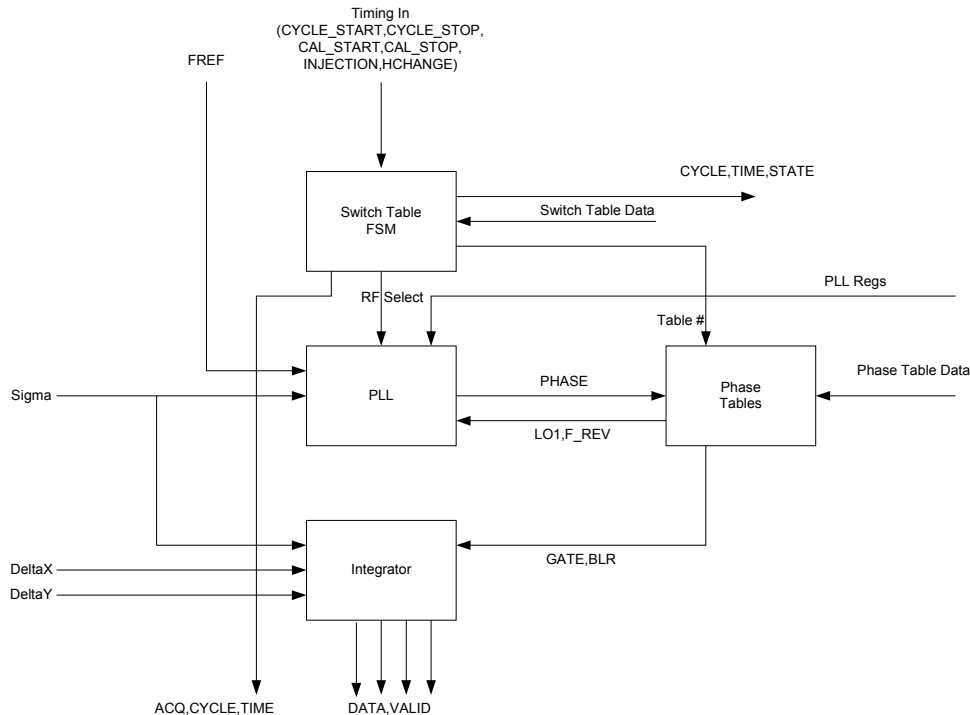 Timing In
(CYCLE_START,CYCLE_STOP,
CAL_START,CAL_STOP,
INJECTION,HCHANGE)
FREF
CYCLE,TIME,STATE
Switch Table
FSM
Switch Table Data
PLL Regs
RF Select
Table #
Phase Table Data
PHASE
Phase
Tables
Sigma
PLL
LO1,F_REV
GATE,BLR
DeltaX
Integrator
DeltaY
ACQ,CYCLE,TIME
DATA,VALID